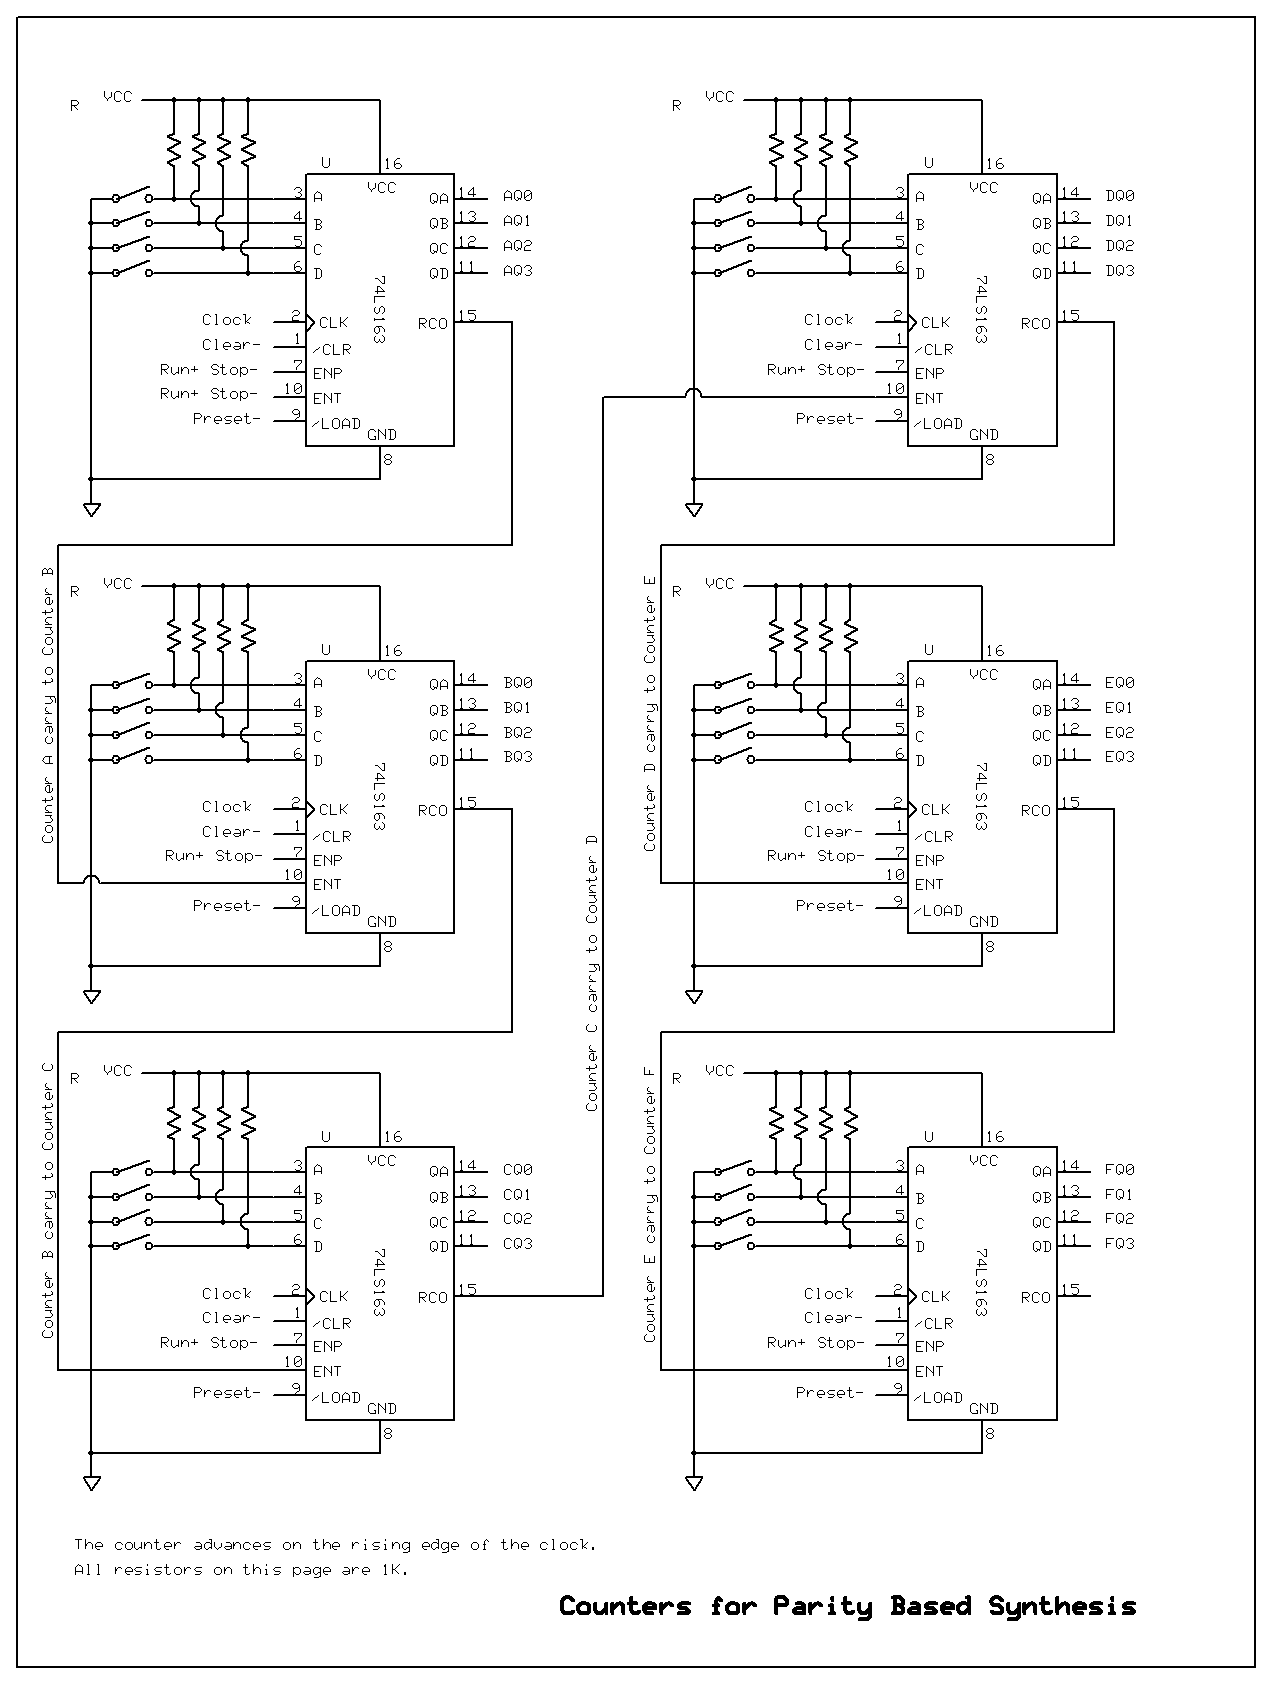 R VCC
U 16
VCC
3 A QA 14 AQ0
4 B QB 13 AQ1
5 C QC 12 AQ2
6 D QD 11 AQ3
74LS163
Clock 2 CLK RCO 15
Clear- 1 /CLR
Run+ Stop- 7 ENP
Run+ Stop- 10 ENT
Preset- 9 /LOAD
GND
8
Counter A carry to Counter B
R VCC
U 16
VCC
3 A QA 14 BQ0
4 B QB 13 BQ1
5 C QC 12 BQ2
6 D QD 11 BQ3
74LS163
Clock 2 CLK RCO 15
Clear- 1 /CLR
Run+ Stop- 7 ENP
10 ENT
Preset- 9 /LOAD
GND
8
Counter B carry to Counter C
R VCC
U 16
VCC
3 A QA 14 CQ0
4 B QB 13 CQ1
5 C QC 12 CQ2
6 D QD 11 CQ3
74LS163
Clock 2 CLK RCO 15
Clear- 1 /CLR
Run+ Stop- 7 ENP
10 ENT
Preset- 9 /LOAD
GND
8
Counter C carry to Counter D
R VCC
U 16
VCC
3 A QA 14 DQ0
4 B QB 13 DQ1
5 C QC 12 DQ2
6 D QD 11 DQ3
74LS163
Clock 2 CLK RCO 15
Clear- 1 /CLR
Run+ Stop- 7 ENP
10 ENT
Preset- 9 /LOAD
GND
8
Counter D carry to Counter E
R VCC
U 16
VCC
3 A QA 14 EQ0
4 B QB 13 EQ1
5 C QC 12 EQ2
6 D QD 11 EQ3
74LS163
Clock 2 CLK RCO 15
Clear- 1 /CLR
Run+ Stop- 7 ENP
10 ENT
Preset- 9 /LOAD
GND
8
Counter E carry to Counter F
R VCC
U 16
VCC
3 A QA 14 FQ0
4 B QB 13 FQ1
5 C QC 12 FQ2
6 D QD 11 FQ3
74LS163
Clock 2 CLK RCO 15
Clear- 1 /CLR
Run+ Stop- 7 ENP
10 ENT
Preset- 9 /LOAD
GND
8
The counter advances on the rising edge of the clock.
All resistors on this page are 1K.
Counters for Parity Based Synthesis